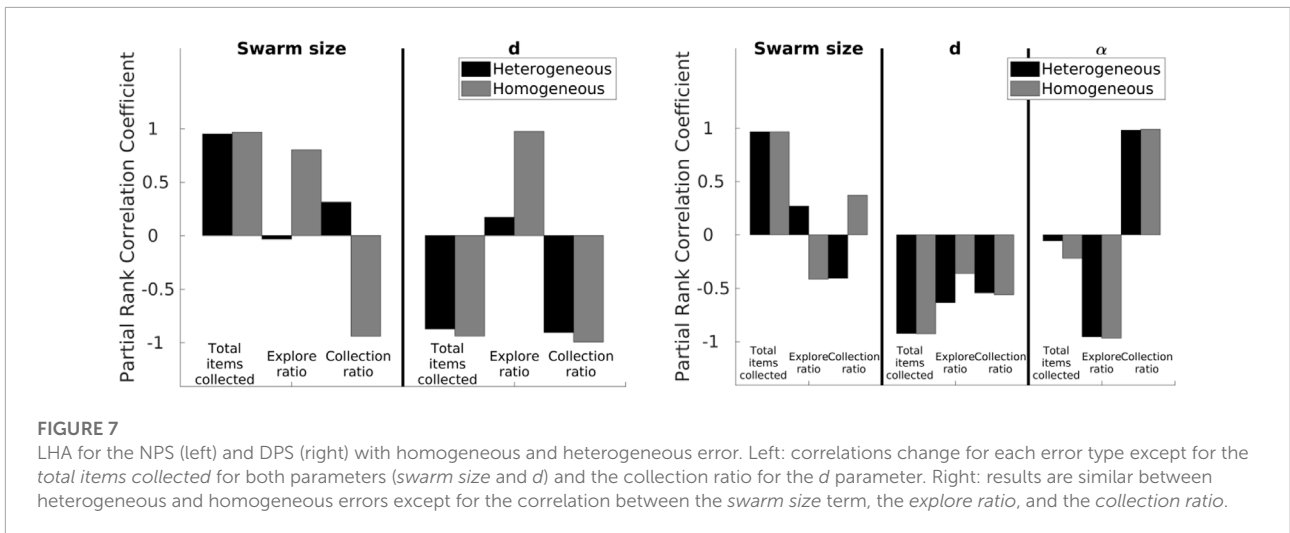 Swarm size
d
Heterogeneous
Homogeneous
Partial Rank Correlation Coefficient
1
0.5
0
-0.5
-1
Total
items
collected
Explore
ratio
Collection
ratio
Total
items
collected
Explore
ratio
Collection
ratio
Swarm size
d
α
Heterogeneous
Homogeneous
Partial Rank Correlation Coefficient
1
0.5
0
-0.5
-1
Total
items
collected
Explore
ratio
Collection
ratio
Total
items
collected
Explore
ratio
Collection
ratio
Total
items
collected
Explore
ratio
Collection
ratio
FIGURE 7
LHA for the NPS (left) and DPS (right) with homogeneous and heterogeneous error. Left: correlations change for each error type except for the
total items collected for both parameters (swarm size and d) and the collection ratio for the d parameter. Right: results are similar between
heterogeneous and homogeneous errors except for the correlation between the swarm size term, the explore ratio, and the collection ratio.